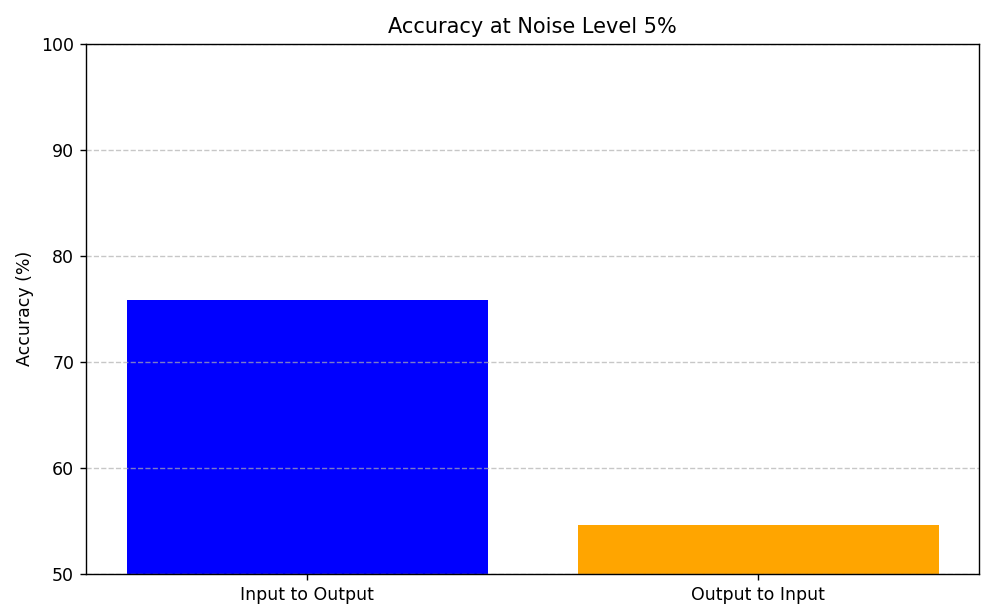 Accuracy at Noise Level 5%
Accuracy (%)
100
90
80
70
60
50
Input to Output
Output to Input